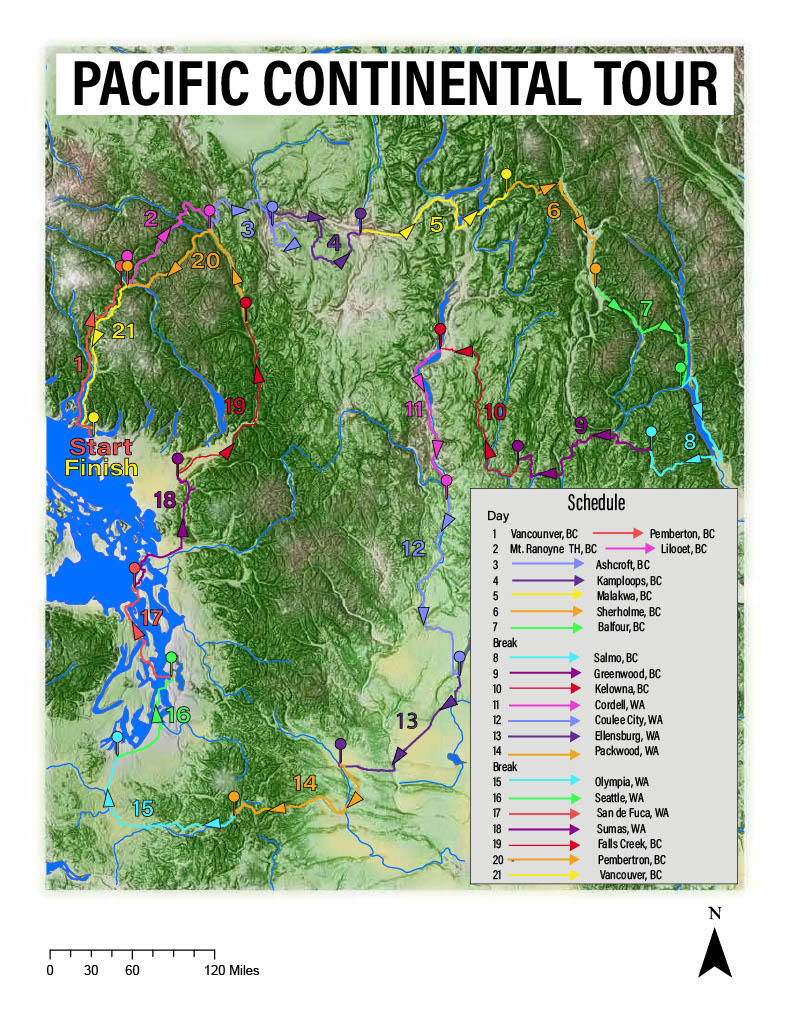 PACIFIC CONTINENTAL TOUR
2
3
4
5
6
20
21
7
1
19
11
10
9
8
Start
Finish
18
12
17
16
13
14
15
Schedule
Day
1 Vancounver, BC Pemberton, BC
2 Mt. Ranoyne TH, BC Lilooet, BC
3 Ashcroft, BC
4 Kamploops, BC
5 Malakwa, BC
6 Sherholme, BC
7 Balfour, BC
Break
8 Salmo, BC
9 Greenwood, BC
10 Kelowna, BC
11 Cordell, WA
12 Coulee City, WA
13 Ellensburg, WA
14 Packwood, WA
Break
15 Olympia, WA
16 Seattle, WA
17 San de Fuca, WA
18 Sumas, WA
19 Falls Creek, BC
20 Pembertron, BC
21 Vancouver, BC
N
0 30 60 120 Miles